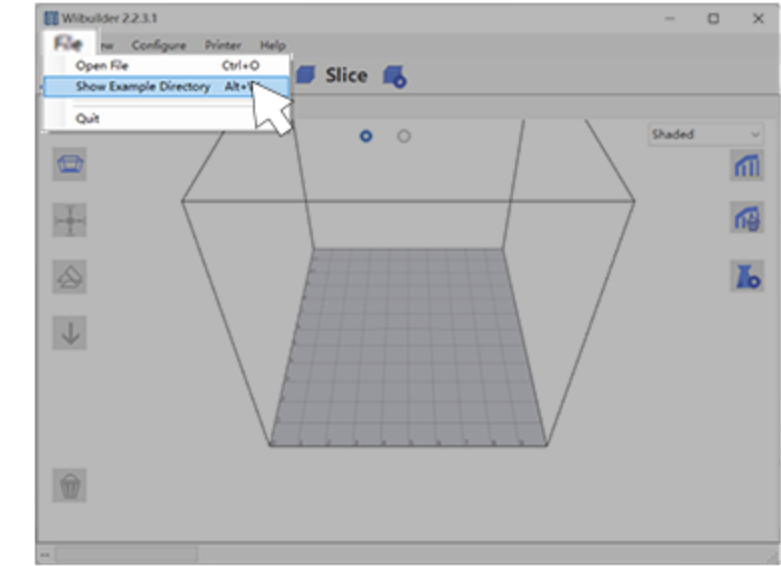 Wiibuilder 2.2.3.1
File Configure Printer Help
Open File Ctrl+O
Show Example Directory
Quit
Slice
Shaded